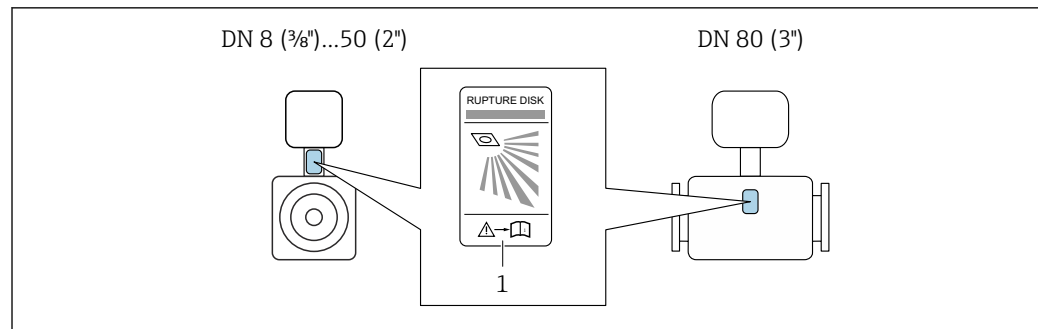 DN 8 (⅜")...50 (2")
DN 80 (3")
RUPTURE DISK
1